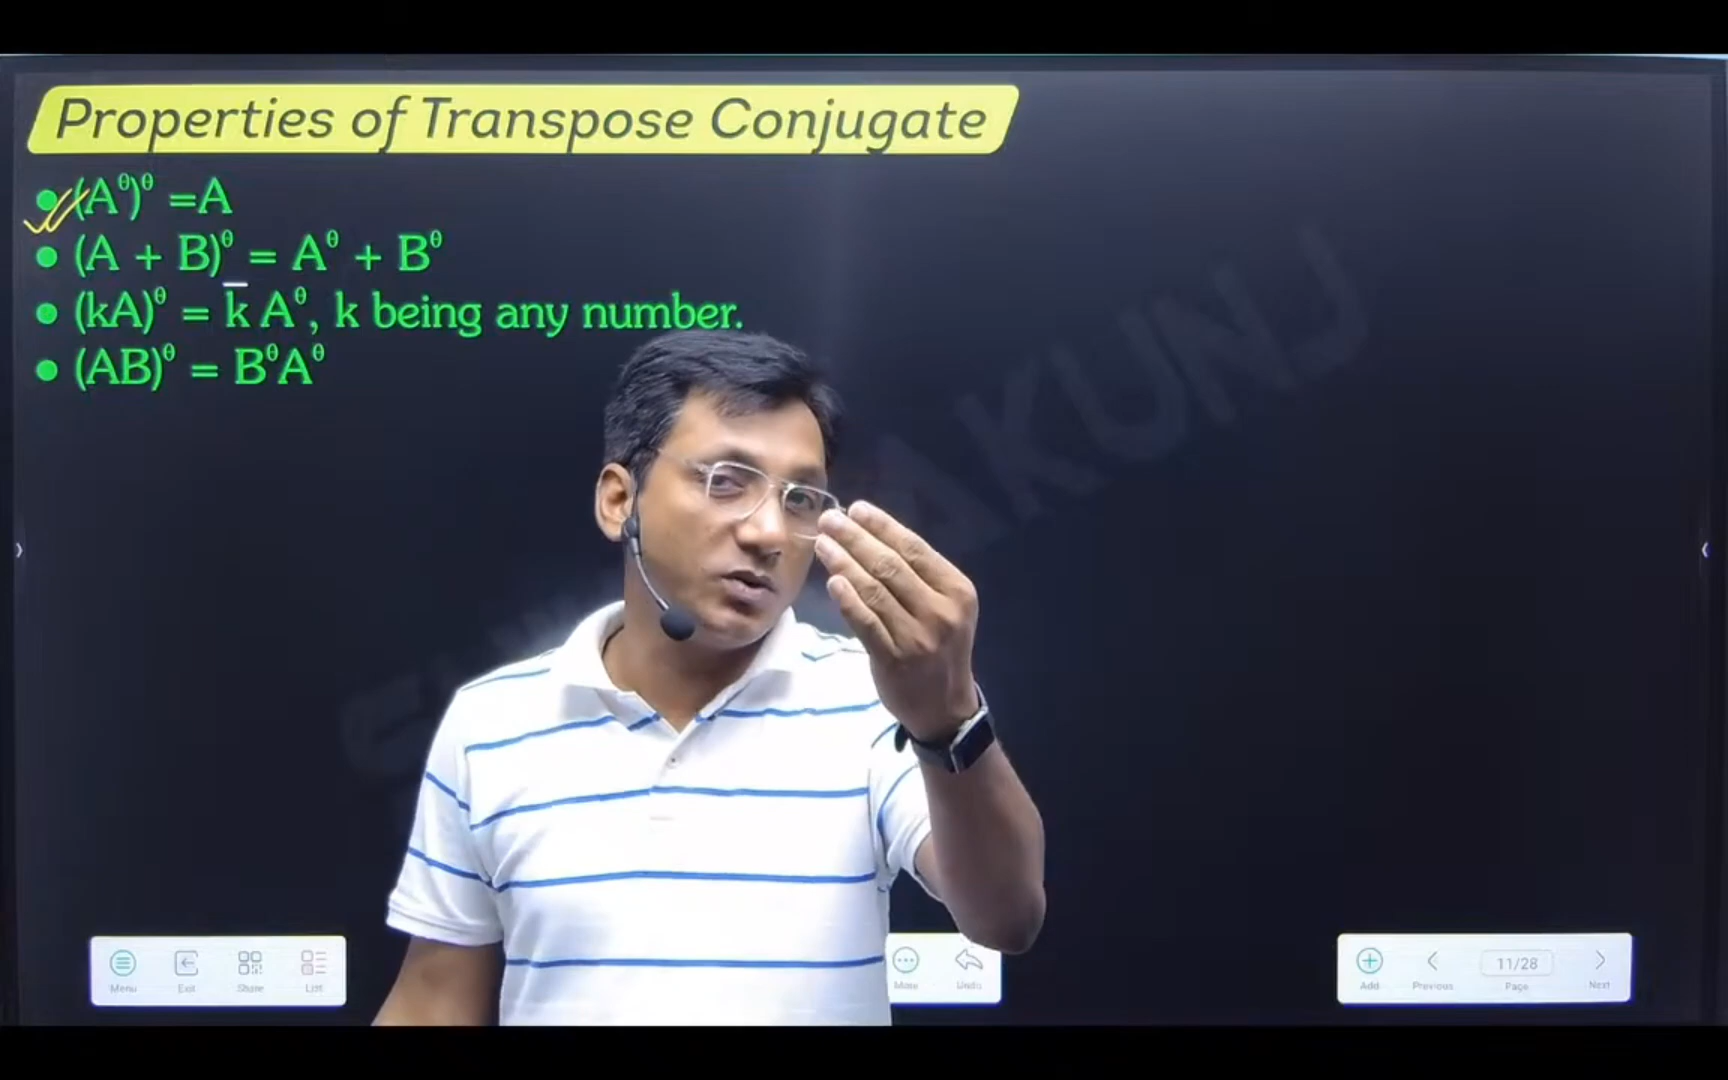 Properties of Transpose Conjugate
• (A^θ)^θ =A
• (A + B)^θ = A^θ + B^θ
• (kA)^θ = k̅ A^θ, k being any number.
• (AB)^θ = B^θA^θ
AKUNJ
Menu Exit Share List More Undo Add Previous 11/28 Page Next